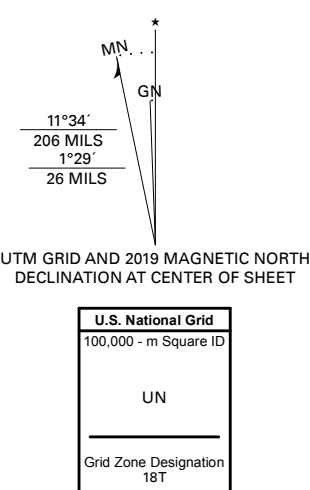 ★
MN
GN
11°34´
206 MILS
1°29´
26 MILS
UTM GRID AND 2019 MAGNETIC NORTH
DECLINATION AT CENTER OF SHEET
U.S. National Grid
100,000 - m Square ID
UN
Grid Zone Designation
18T